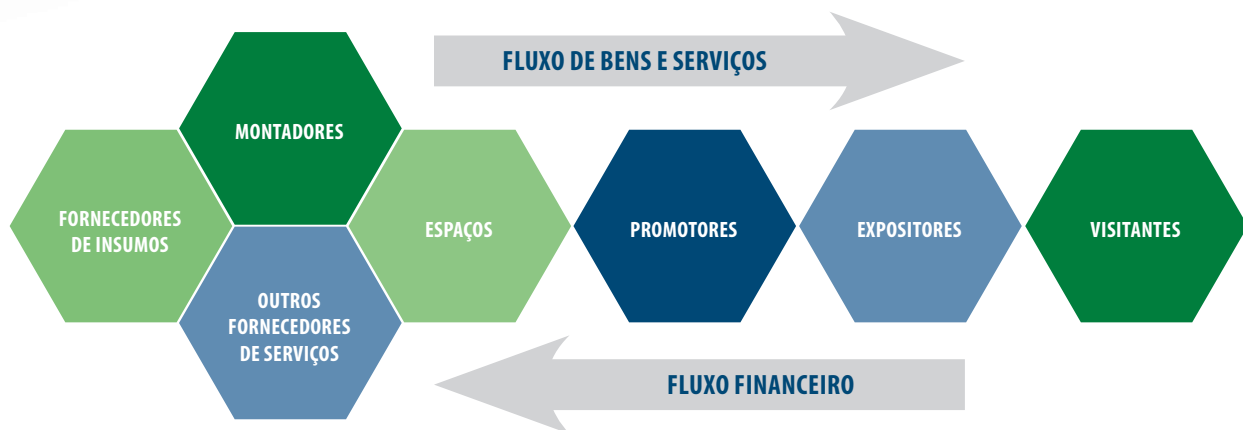 FLUXO DE BENS E SERVIÇOS
MONTADORES
FORNECEDORES
DE INSUMOS
ESPAÇOS
PROMOTORES
EXPOSITORES
VISITANTES
OUTROS
FORNECEDORES
DE SERVIÇOS
FLUXO FINANCEIRO